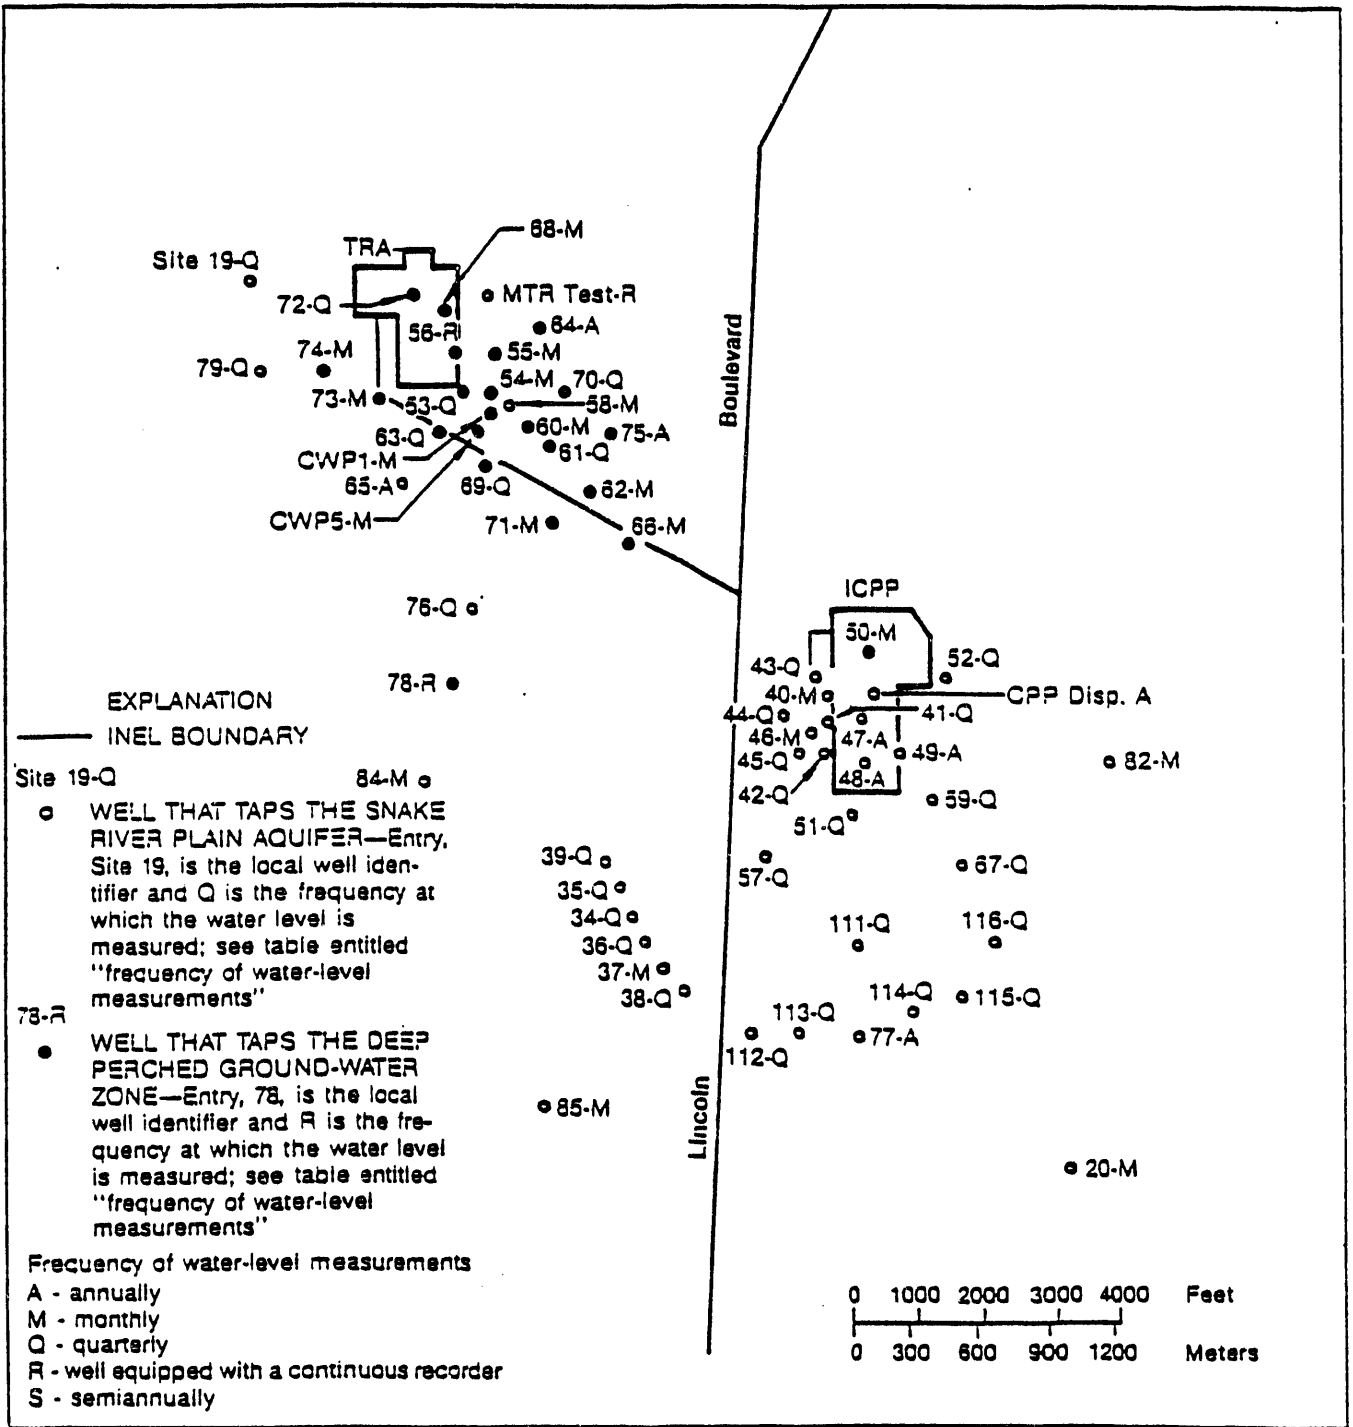 68-M
TRA
Site 19-Q
MTR Test-R
72-Q
56-R
64-A
74-M
55-M
79-Q
54-M
70-Q
73-M
53-Q
58-M
63-Q
60-M
75-A
CWP1-M
61-Q
65-A
69-Q
62-M
CWP5-M
71-M
66-M
Boulevard
76-Q
78-R
ICPP
50-M
43-Q
52-Q
40-M
CPP Disp. A
44-Q
41-Q
46-M
47-A
45-Q
49-A
82-M
48-A
42-Q
59-Q
51-Q
57-Q
67-Q
84-M
39-Q
35-Q
34-Q
36-Q
37-M
38-Q
111-Q
116-Q
114-Q
115-Q
113-Q
77-A
112-Q
Lincoln
85-M
20-M
EXPLANATION
INEL BOUNDARY
Site 19-Q
WELL THAT TAPS THE SNAKE
RIVER PLAIN AQUIFER—Entry,
Site 19, is the local well iden-
tifier and Q is the frequency at
which the water level is
measured; see table entitled
"frequency of water-level
measurements"
78-R
WELL THAT TAPS THE DEEP
PERCHED GROUND-WATER
ZONE—Entry, 78, is the local
well identifier and R is the fre-
quency at which the water level
is measured; see table entitled
"frequency of water-level
measurements"
Frequency of water-level measurements
A - annually
M - monthly
Q - quarterly
R - well equipped with a continuous recorder
S - semiannually
0 1000 2000 3000 4000 Feet
0 300 600 900 1200 Meters